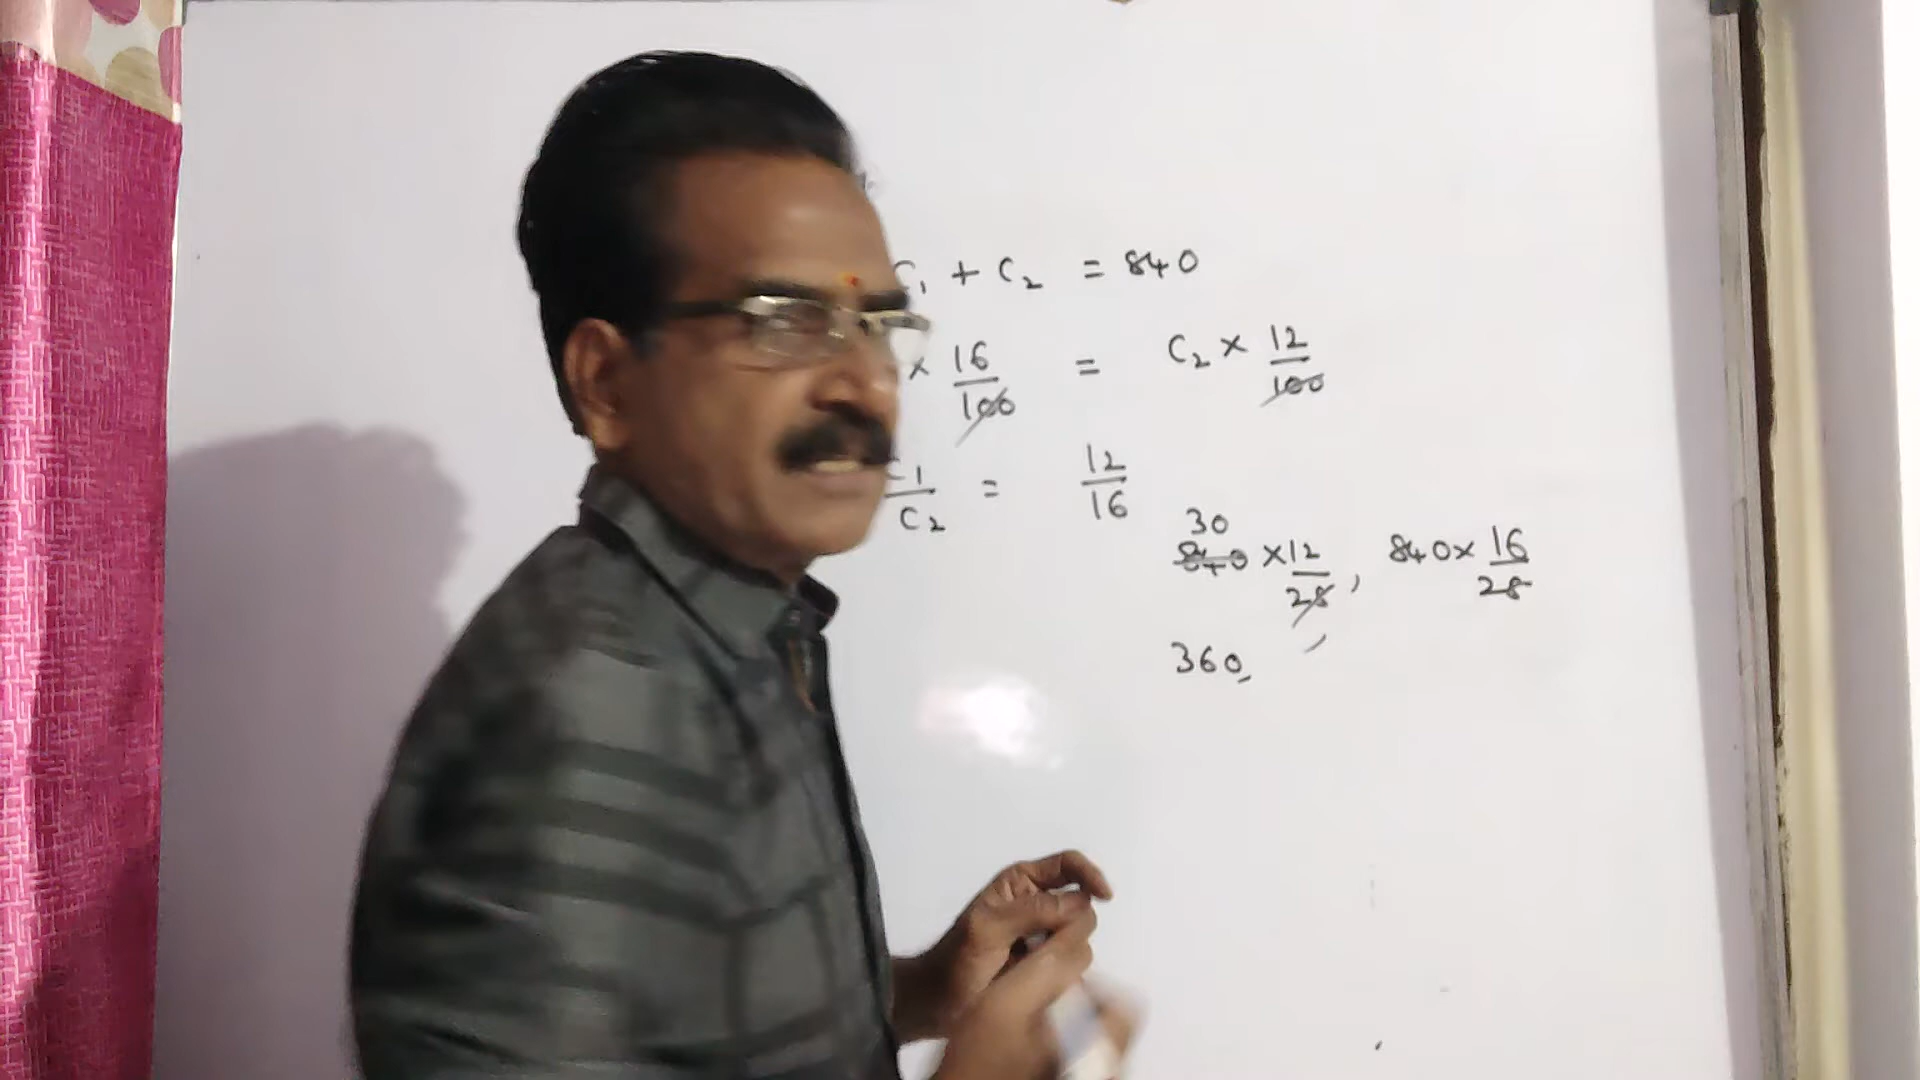 C₁ + C₂ = 840
× 16/100 = C₂ × 12/100
C₁/C₂ = 12/16
30
840 × 12/28, 840 × 16/28
360,